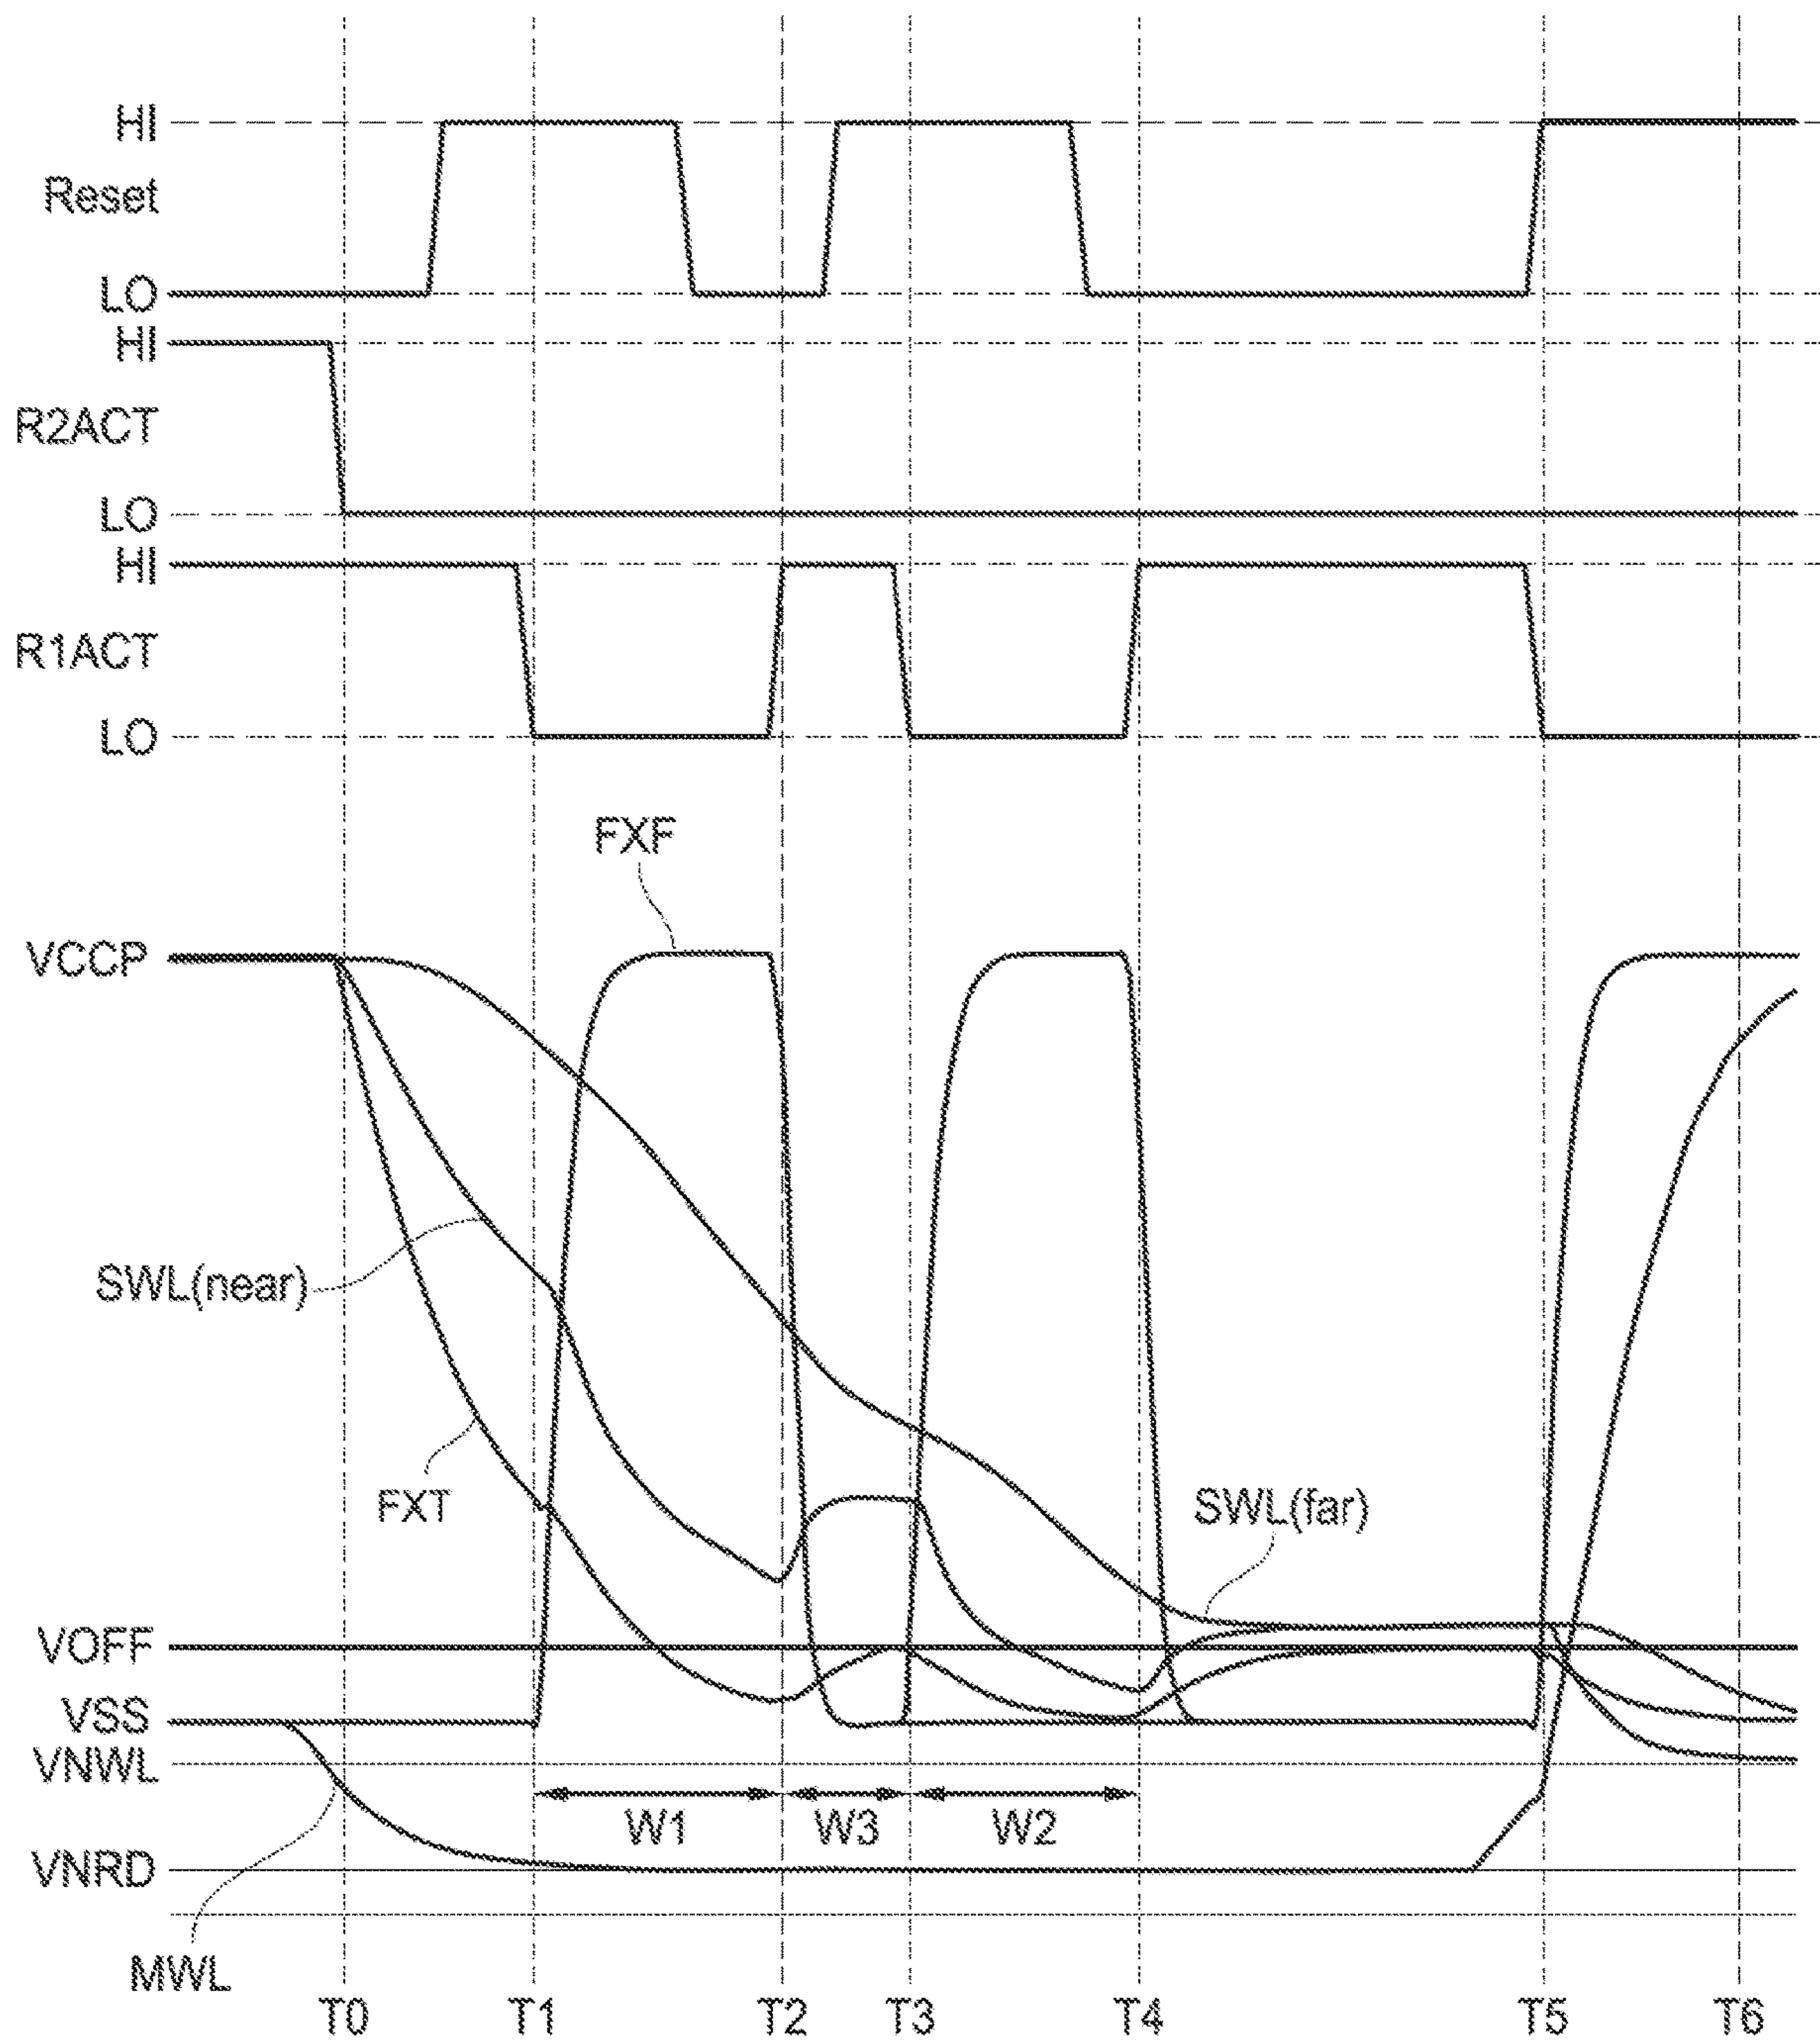 HI
Reset
LO
HI
R2ACT
LO
HI
R1ACT
LO
FXF
VCCP
SWL(near)
FXT
SWL(far)
VOFF
VSS
VNWL
W1 W3 W2
VNRD
MWL
T0 T1 T2 T3 T4 T5 T6